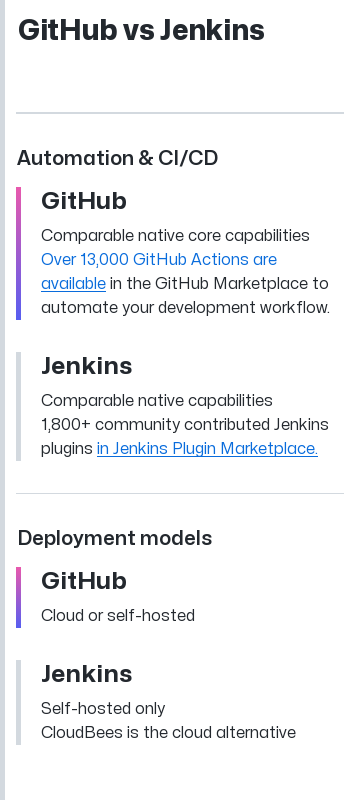 GitHub vs Jenkins
Automation & CI/CD
GitHub
Comparable native core capabilities
Over 13,000 GitHub Actions are
available in the GitHub Marketplace to
automate your development workflow.
Jenkins
Comparable native capabilities
1,800+ community contributed Jenkins
plugins in Jenkins Plugin Marketplace.
Deployment models
GitHub
Cloud or self-hosted
Jenkins
Self-hosted only
CloudBees is the cloud alternative